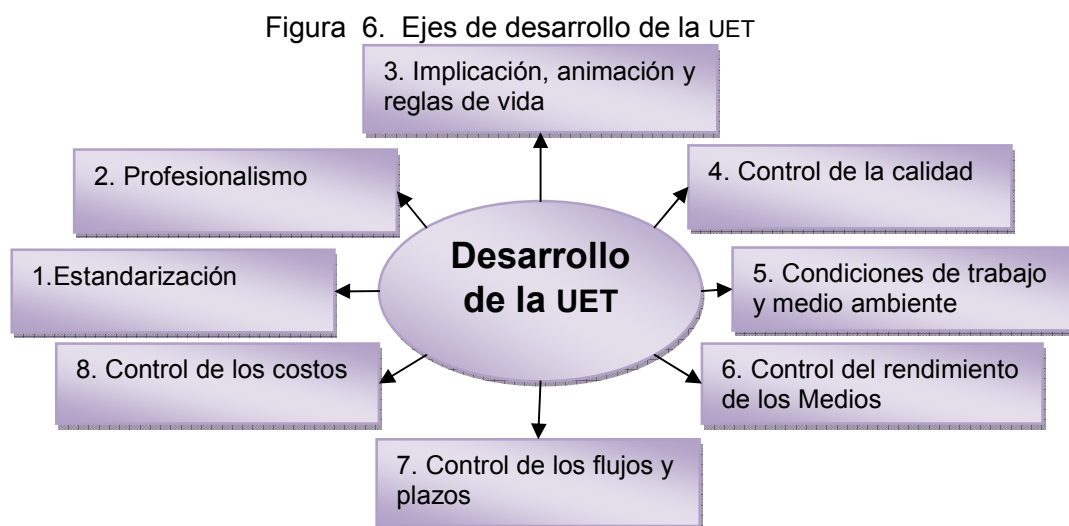 Figura 6. Ejes de desarrollo de la UET
3. Implicación, animación y
reglas de vida
2. Profesionalismo
4. Control de la calidad
Desarrollo
de la UET
1.Estandarización
5. Condiciones de trabajo
y medio ambiente
8. Control de los costos
6. Control del rendimiento
de los Medios
7. Control de los flujos y
plazos